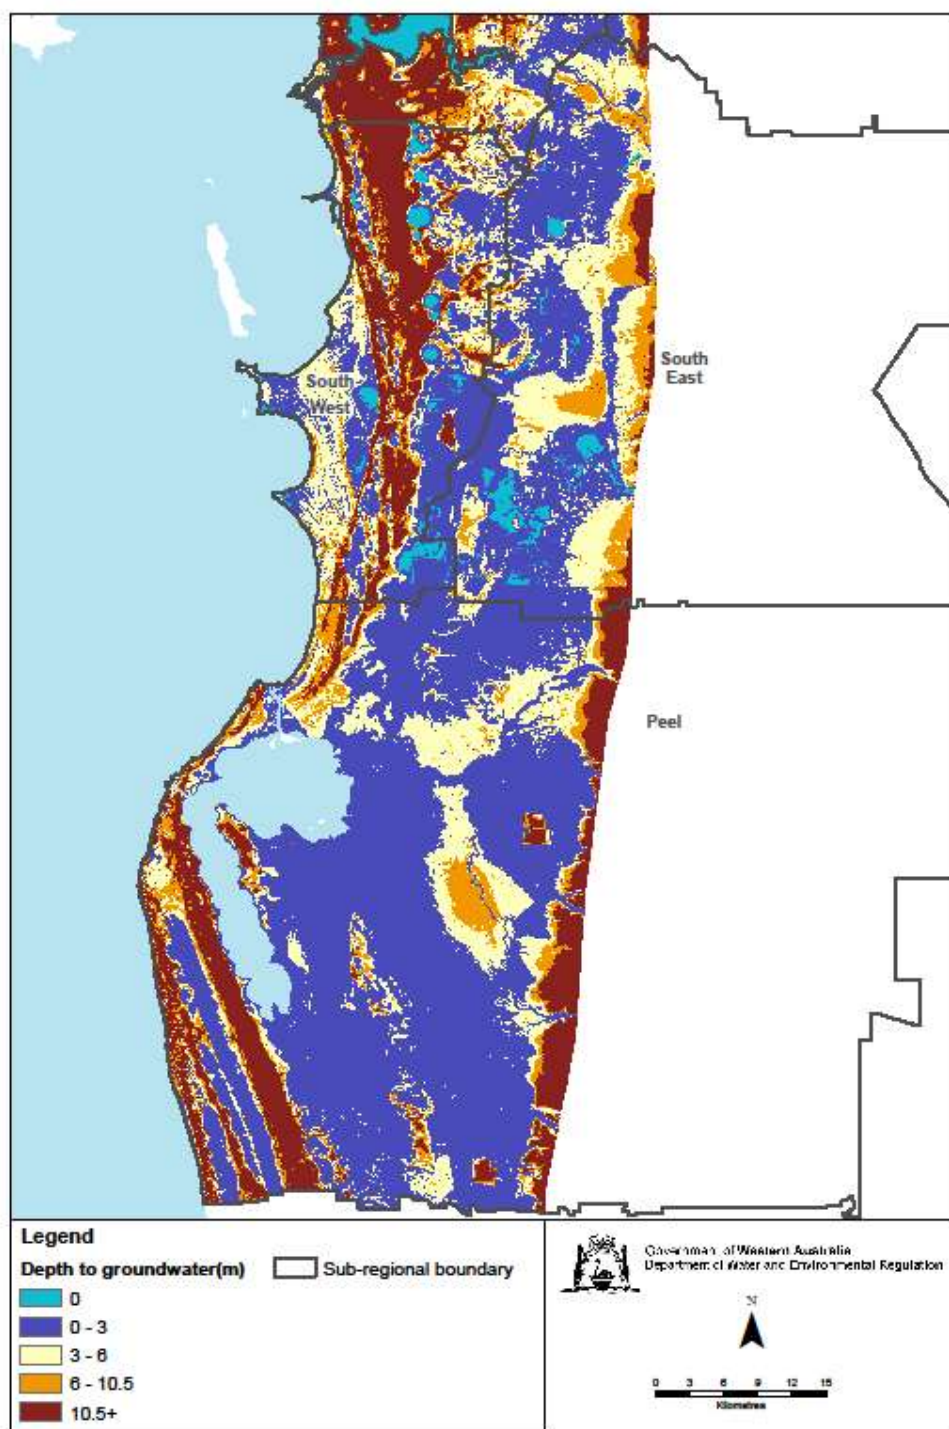 South
West
South
East
Peel
Legend
Depth to groundwater(m)
Sub-regional boundary
0
0 - 3
3 - 6
6 - 10.5
10.5+
Government of Western Australia
Department of Water and Environmental Regulation
N
0 3 6 9 12 15
Kilometres